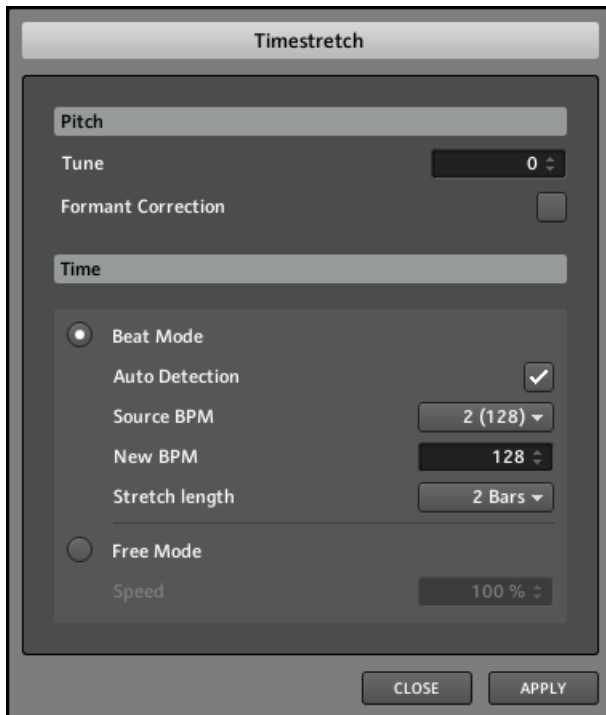 Timestretch
Pitch
Tune 0
Formant Correction
Time
Beat Mode
Auto Detection
Source BPM 2 (128)
New BPM 128
Stretch length 2 Bars
Free Mode
Speed 100 %
CLOSE APPLY